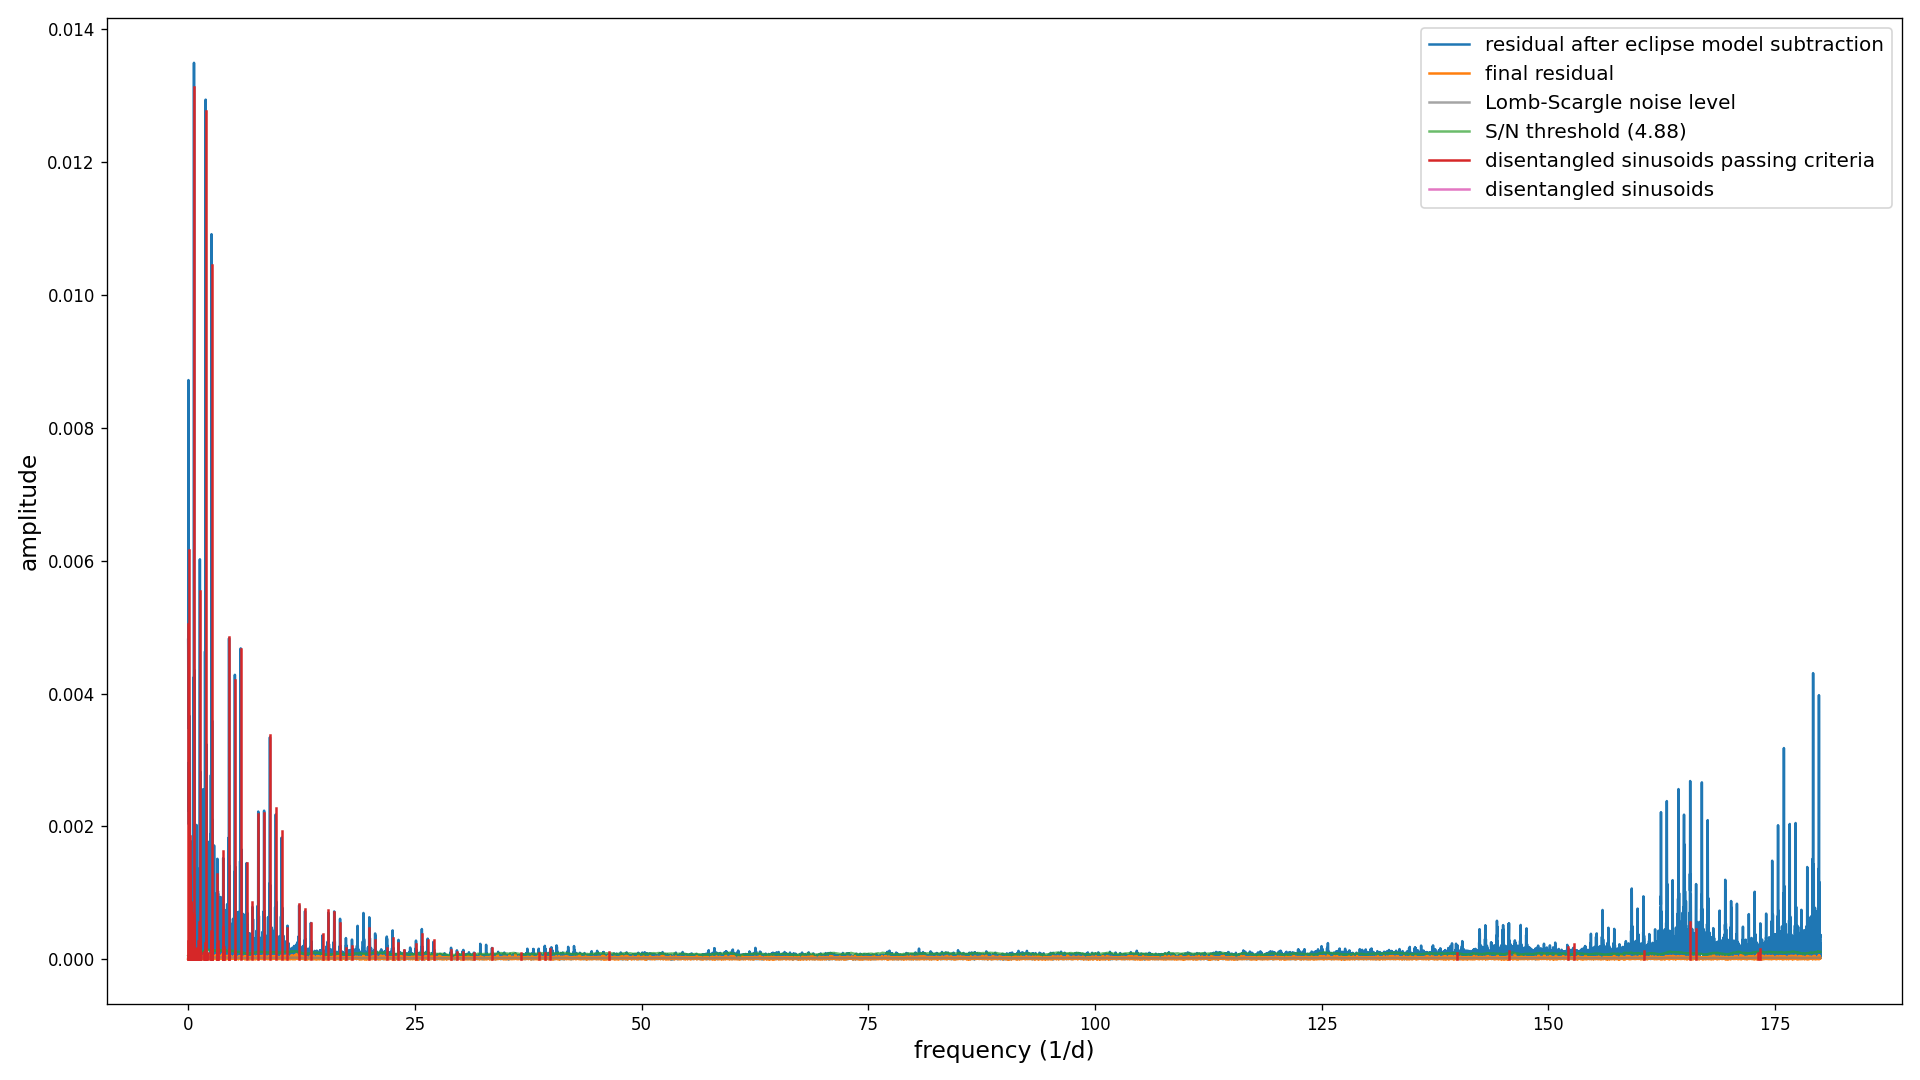 0.014
0.012
0.010
0.008
0.006
0.004
0.002
0.000
amplitude
0
25
50
75
100
125
150
175
frequency (1/d)
residual after eclipse model subtraction
final residual
Lomb-Scargle noise level
S/N threshold (4.88)
disentangled sinusoids passing criteria
disentangled sinusoids